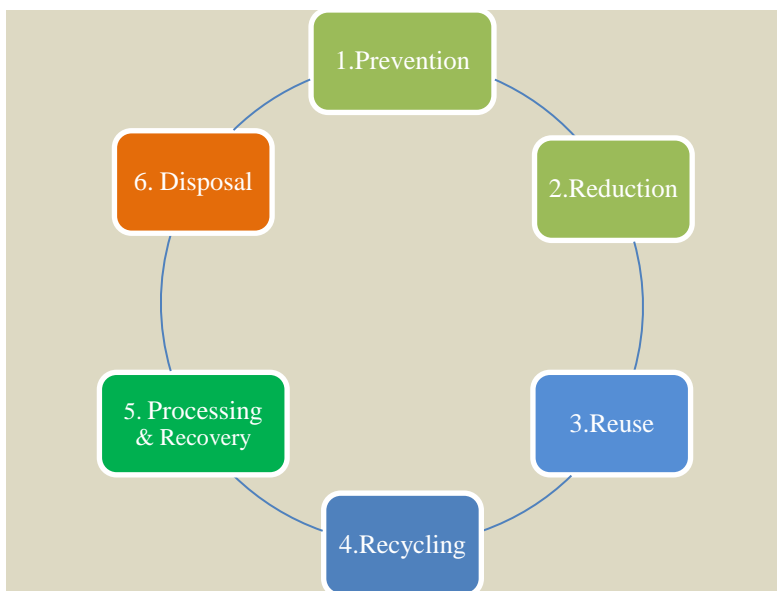 1.Prevention
2.Reduction
3.Reuse
4.Recycling
5. Processing
& Recovery
6. Disposal